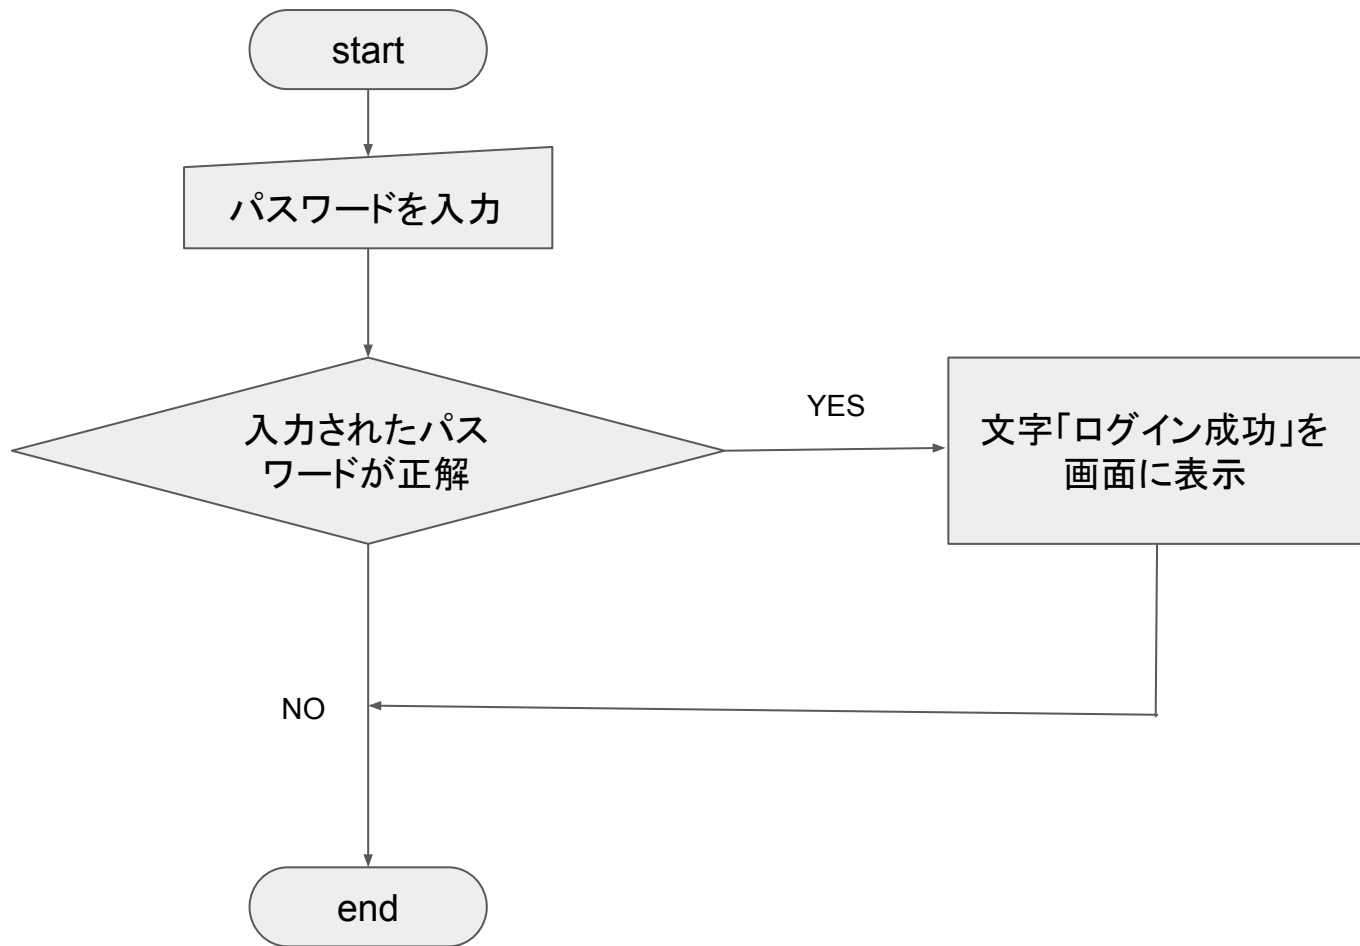 start
パスワードを入力
入力されたパス
ワードが正解
YES
文字「ログイン成功」を
画面に表示
NO
end